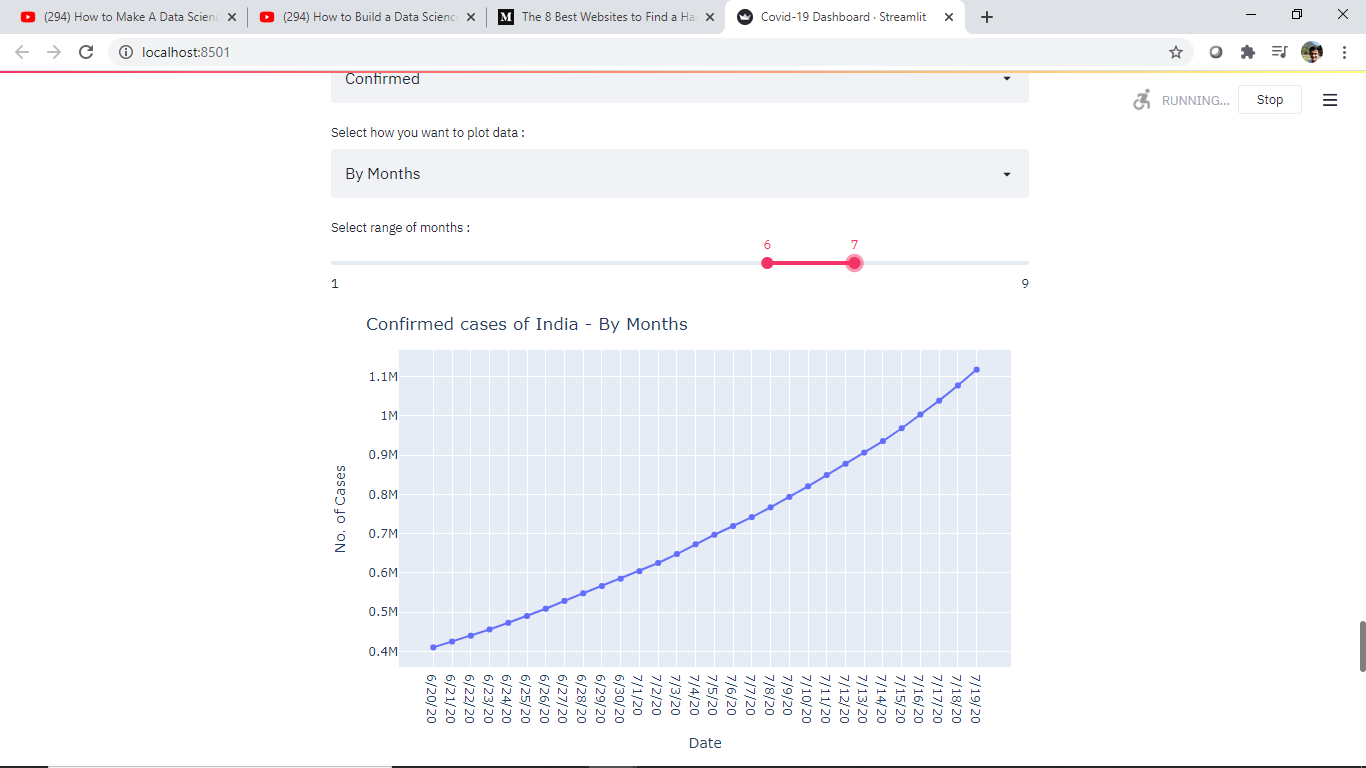 (294) How to Make A Data Scienc
(294) How to Build a Data Science
The 8 Best Websites to Find a Ha
Covid-19 Dashboard · Streamlit
localhost:8501
Confirmed
RUNNING...
Stop
Select how you want to plot data :
By Months
Select range of months :
6
7
1
9
Confirmed cases of India - By Months
1.1M
1M
0.9M
0.8M
0.7M
0.6M
0.5M
0.4M
No. of Cases
6/20/20
6/21/20
6/22/20
6/23/20
6/24/20
6/25/20
6/26/20
6/27/20
6/28/20
6/29/20
6/30/20
7/1/20
7/2/20
7/3/20
7/4/20
7/5/20
7/6/20
7/7/20
7/8/20
7/9/20
7/10/20
7/11/20
7/12/20
7/13/20
7/14/20
7/15/20
7/16/20
7/17/20
7/18/20
7/19/20
Date